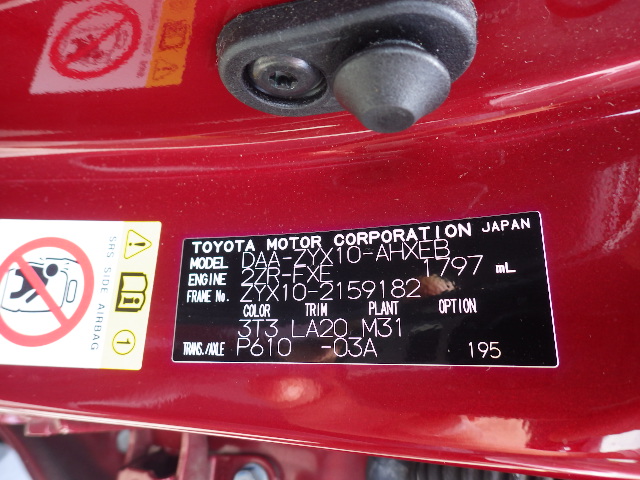 TOYOTA MOTOR CORPORATION JAPAN
MODEL DAA-ZYX10-AHXEB
ENGINE 2ZR-FXE 1797 mL
FRAME No. ZYX10-2159182
COLOR TRIM PLANT OPTION
3T3 LA20 M31
TRANS./AXLE P610 -03A 195
SRS SIDE AIRBAG
i
1